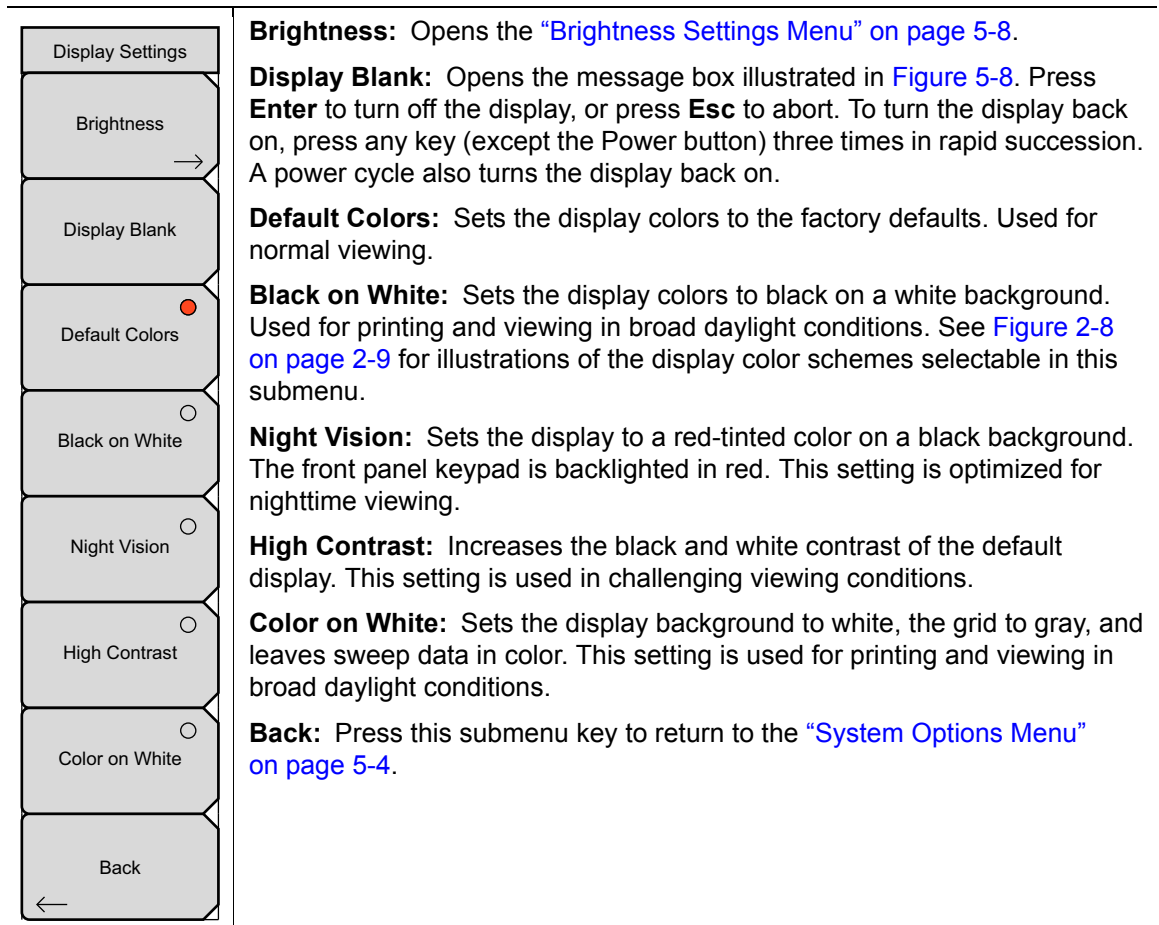 Display Settings
Brightness
Display Blank
Default Colors
Black on White
Night Vision
High Contrast
Color on White
Back
Brightness: Opens the “Brightness Settings Menu” on page 5-8.
Display Blank: Opens the message box illustrated in Figure 5-8. Press
Enter to turn off the display, or press Esc to abort. To turn the display back
on, press any key (except the Power button) three times in rapid succession.
A power cycle also turns the display back on.
Default Colors: Sets the display colors to the factory defaults. Used for
normal viewing.
Black on White: Sets the display colors to black on a white background.
Used for printing and viewing in broad daylight conditions. See Figure 2-8
on page 2-9 for illustrations of the display color schemes selectable in this
submenu.
Night Vision: Sets the display to a red-tinted color on a black background.
The front panel keypad is backlighted in red. This setting is optimized for
nighttime viewing.
High Contrast: Increases the black and white contrast of the default
display. This setting is used in challenging viewing conditions.
Color on White: Sets the display background to white, the grid to gray, and
leaves sweep data in color. This setting is used for printing and viewing in
broad daylight conditions.
Back: Press this submenu key to return to the “System Options Menu”
on page 5-4.